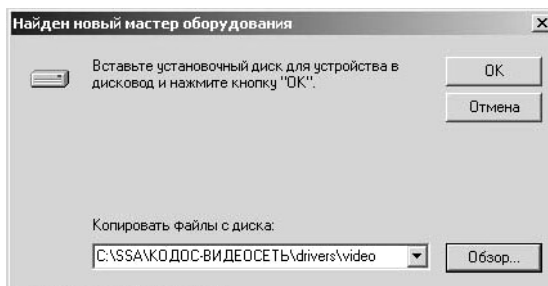 Найден новый мастер оборудования
Вставьте установочный диск для устройства в
дисковод и нажмите кнопку "ОК".
ОК
Отмена
Копировать файлы с диска:
C:\SSA\КОДОС-ВИДЕОСЕТЬ\drivers\video
Обзор...